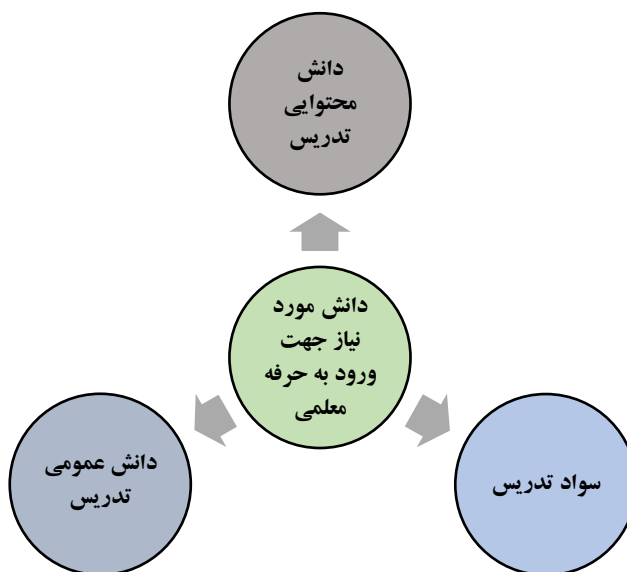 دانش
محتوایی
تدریس
دانش مورد
نیاز جهت
ورود به حرفه
معلمی
سواد تدریس
دانش عمومی
تدریس